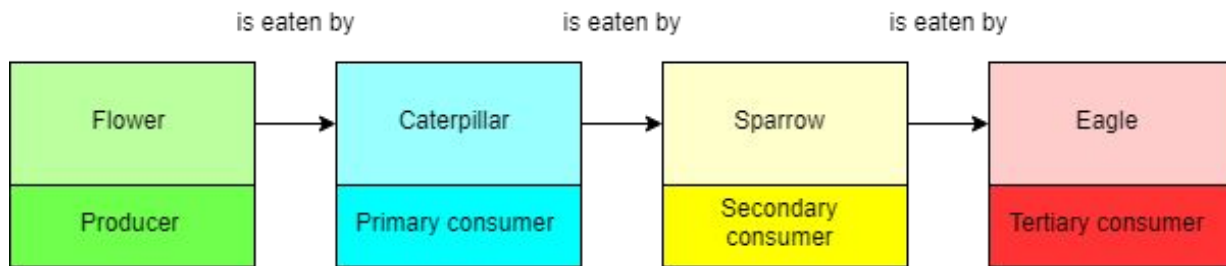 is eaten by
is eaten by
is eaten by
Flower
Caterpillar
Sparrow
Eagle
Producer
Primary consumer
Secondary
consumer
Tertiary consumer